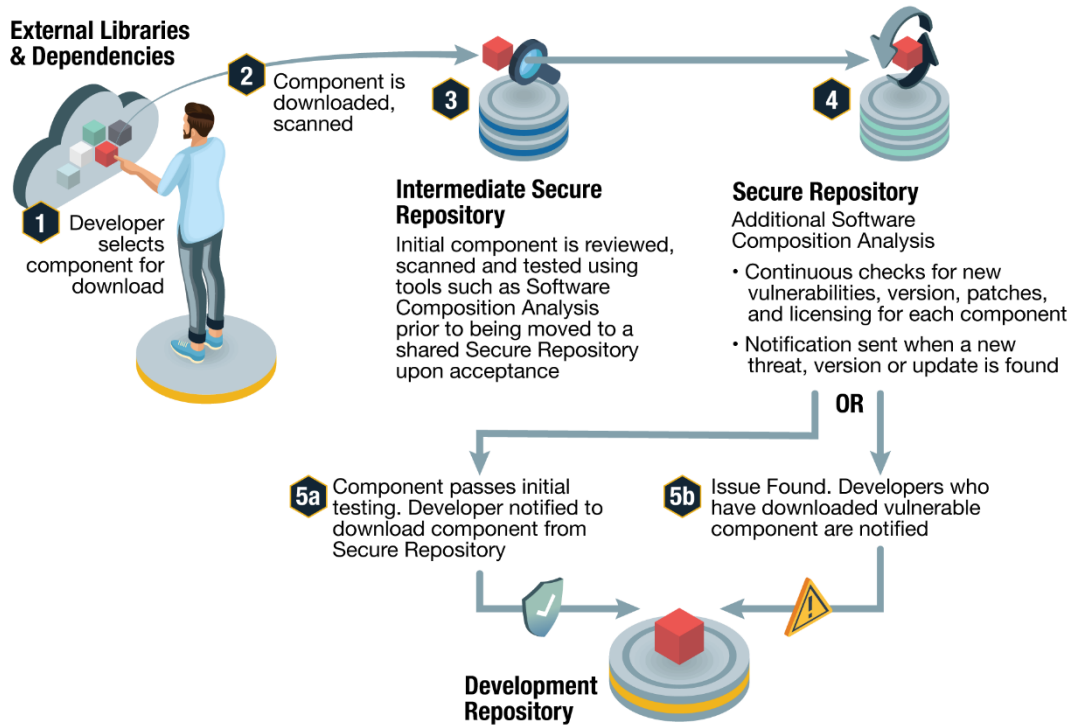 External Libraries
& Dependencies
1
Developer
selects
component for
download
2
Component is
downloaded,
scanned
3
Intermediate Secure
Repository
Initial component is reviewed,
scanned and tested using
tools such as Software
Composition Analysis
prior to being moved to a
shared Secure Repository
upon acceptance
4
Secure Repository
Additional Software
Composition Analysis
• Continuous checks for new
vulnerabilities, version, patches,
and licensing for each component
• Notification sent when a new
threat, version or update is found
OR
5a
Component passes initial
testing. Developer notified to
download component from
Secure Repository
5b
Issue Found. Developers who
have downloaded vulnerable
component are notified
!
Development
Repository